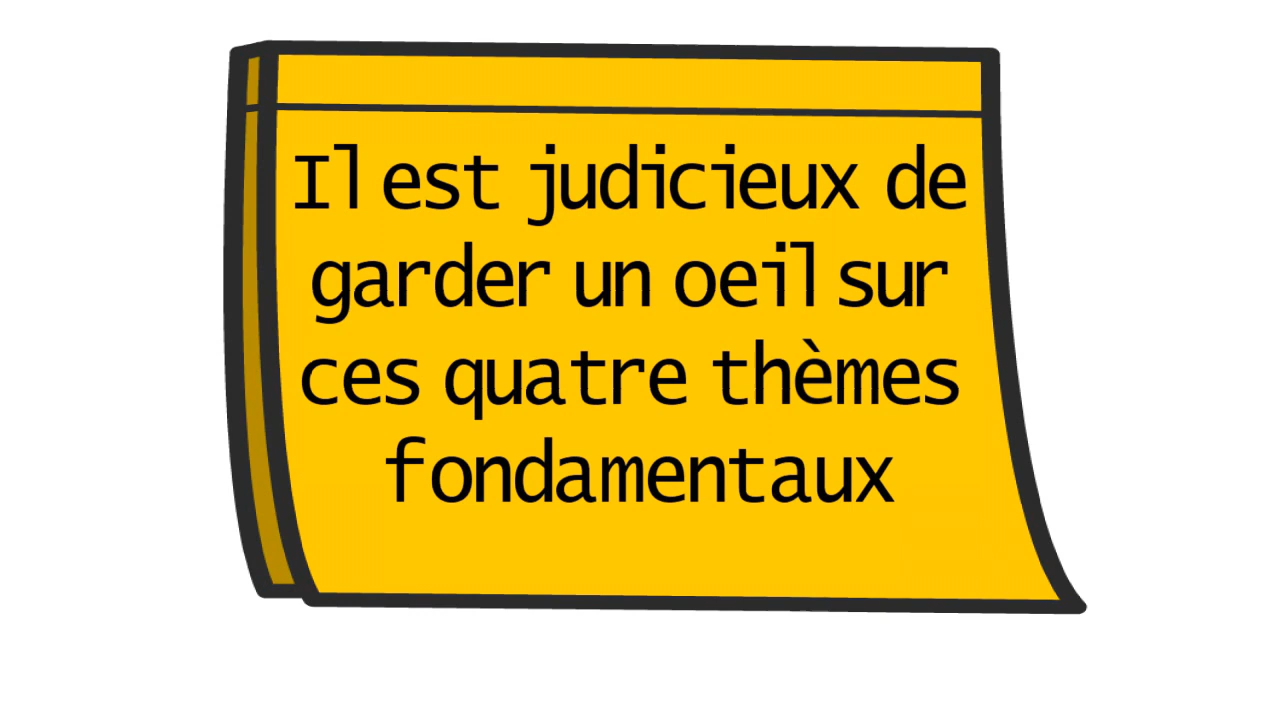 Il est judicieux de
garder un oeil sur
ces quatre thèmes
fondamentaux